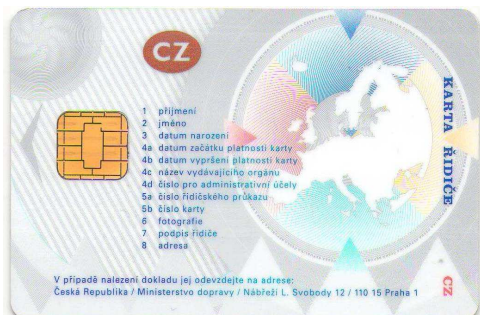 CZ
1 příjmení
2 jméno
3 datum narození
4a datum začátku platnosti karty
4b datum vypršení platnosti karty
4c název vydávajícího orgánu
4d číslo pro administrativní účely
5a číslo řidičského průkazu
5b číslo karty
6 fotografie
7 podpis řidiče
8 adresa
KARTA ŘIDIČE
CZ
V případě nalezení dokladu jej odevzdejte na adrese:
Česká Republika / Ministerstvo dopravy / Nábřeží L. Svobody 12 / 110 15 Praha 1